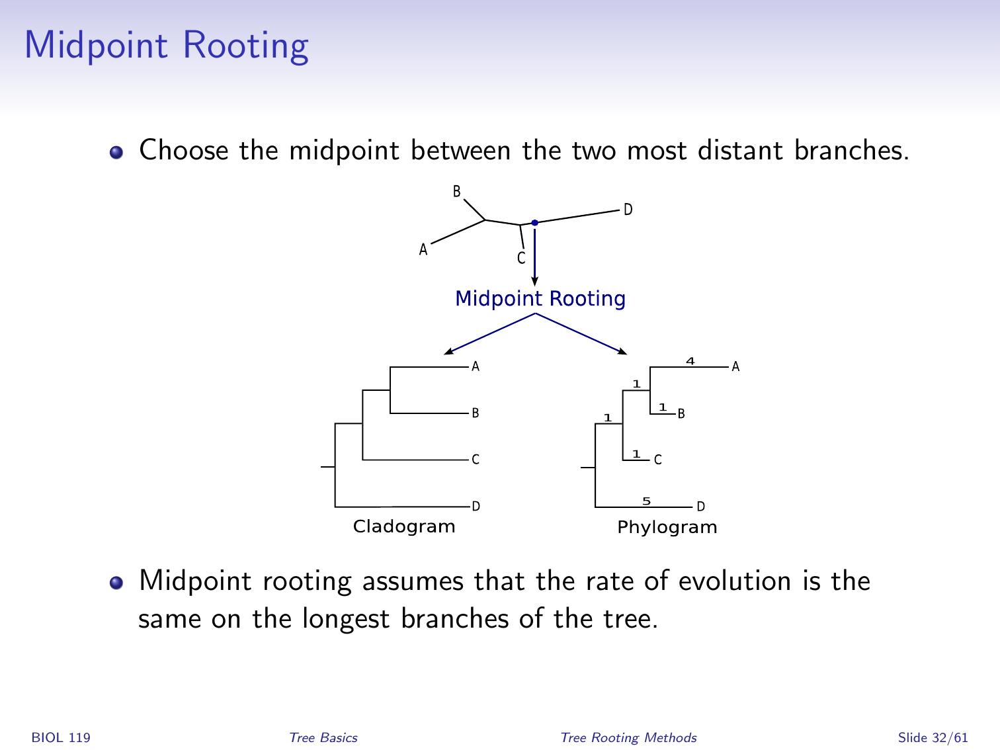 Midpoint Rooting
Choose the midpoint between the two most distant branches.
B
D
A
C
Midpoint Rooting
A
B
C
D
Cladogram
4
A
1
1
B
1
1
C
5
D
Phylogram
Midpoint rooting assumes that the rate of evolution is the
same on the longest branches of the tree.
BIOL 119 Tree Basics Tree Rooting Methods Slide 32/61